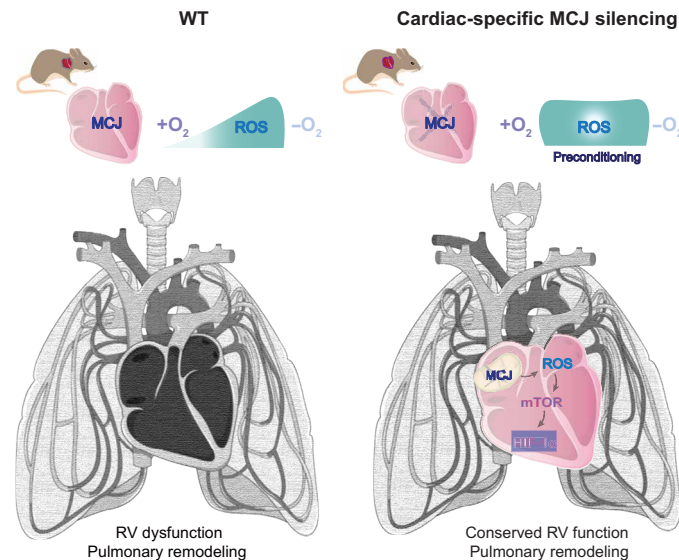 WT
Cardiac-specific MCJ silencing
MCJ
+O₂
ROS
–O₂
MCJ
+O₂
ROS
–O₂
Preconditioning
MCJ
ROS
mTOR
RV dysfunction
Pulmonary remodeling
Conserved RV function
Pulmonary remodeling